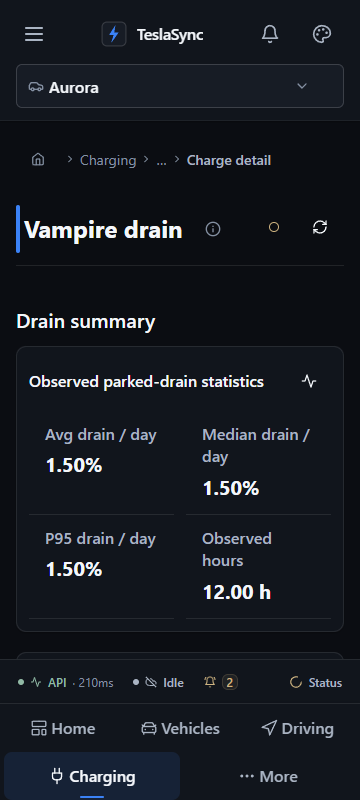 TeslaSync
Aurora
Charging ... Charge detail
Vampire drain
Drain summary
Observed parked-drain statistics
Avg drain / day
1.50%
Median drain /
day
1.50%
P95 drain / day
1.50%
Observed
hours
12.00 h
API · 210ms Idle 2 Status
Home Vehicles Driving
Charging More